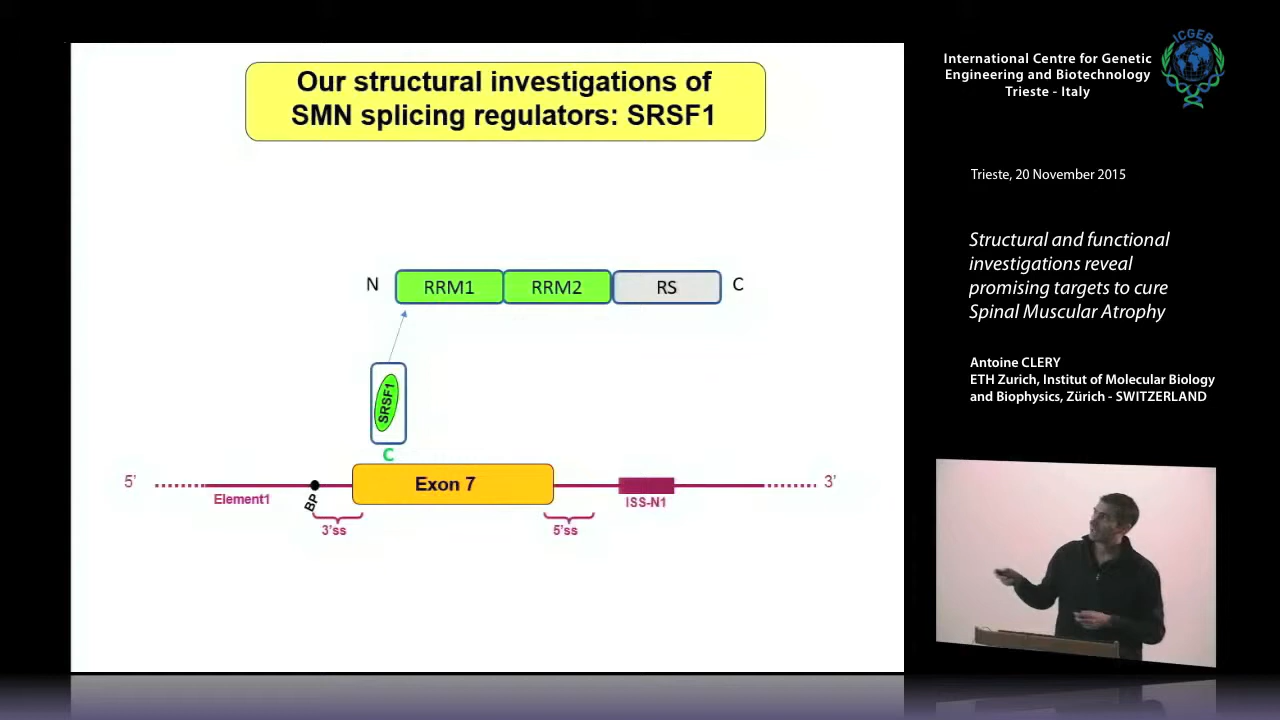 Our structural investigations of
SMN splicing regulators: SRSF1
N
RRM1
RRM2
RS
C
SRSF1
C
5'
Element1
BP
3'ss
Exon 7
5'ss
ISS-N1
3'
ICGEB
International Centre for Genetic
Engineering and Biotechnology
Trieste - Italy
Trieste, 20 November 2015
Structural and functional
investigations reveal
promising targets to cure
Spinal Muscular Atrophy
Antoine CLERY
ETH Zurich, Institut of Molecular Biology
and Biophysics, Zürich - SWITZERLAND